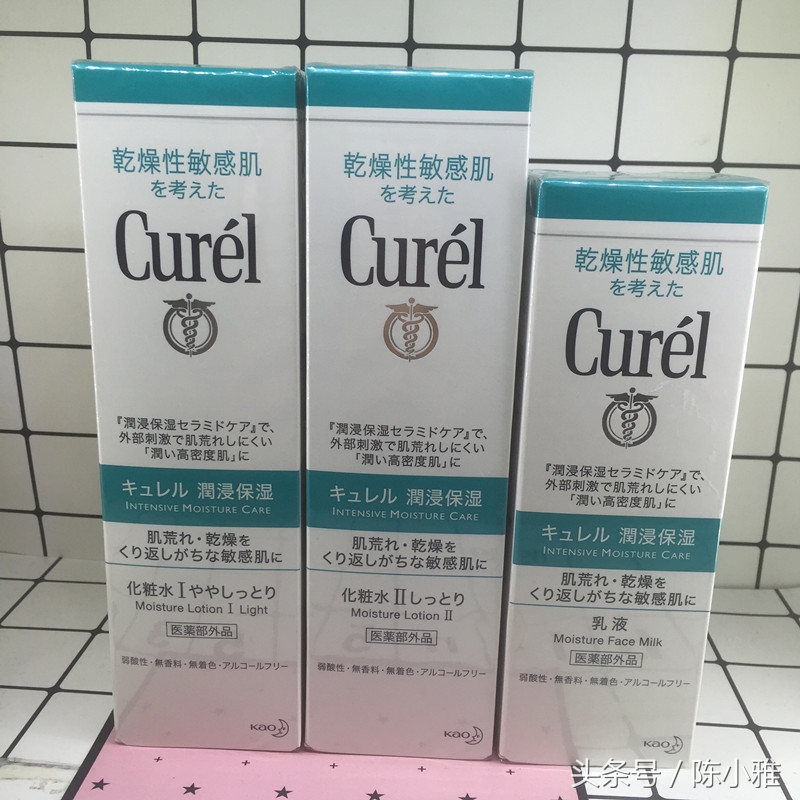 乾燥性敏感肌
を考えた
Curél
『潤浸保湿セラミドケア』で、
外部刺激で肌荒れしにくい
「潤い高密度肌」に
キュレル 潤浸保湿
INTENSIVE MOISTURE CARE
肌荒れ・乾燥を
くり返しがちな敏感肌に
化粧水Ⅰややしっとり
Moisture Lotion Ⅰ Light
医薬部外品
弱酸性・無香料・無着色・アルコールフリー
Kao
乾燥性敏感肌
を考えた
Curél
『潤浸保湿セラミドケア』で、
外部刺激で肌荒れしにくい
「潤い高密度肌」に
キュレル 潤浸保湿
INTENSIVE MOISTURE CARE
肌荒れ・乾燥を
くり返しがちな敏感肌に
化粧水Ⅱしっとり
Moisture Lotion Ⅱ
医薬部外品
弱酸性・無香料・無着色・アルコールフリー
Kao
乾燥性敏感肌
を考えた
Curél
『潤浸保湿セラミドケア』で、
外部刺激で肌荒れしにくい
「潤い高密度肌」に
キュレル 潤浸保湿
INTENSIVE MOISTURE CARE
肌荒れ・乾燥を
くり返しがちな敏感肌に
乳液
Moisture Face Milk
医薬部外品
弱酸性・無香料・無着色・アルコールフリー
Kao
头条号 / 陈小雅